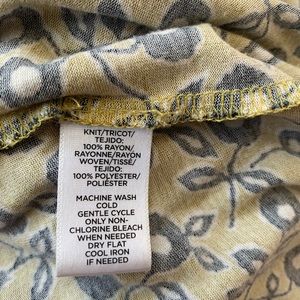 KNIT/TRICOT/
TEJIDO:
100% RAYON/
RAYONNE/RAYON
WOVEN/TISSÉ/
TEJIDO:
100% POLYESTER/
POLIÉSTER
MACHINE WASH
COLD
GENTLE CYCLE
ONLY NON-
CHLORINE BLEACH
WHEN NEEDED
DRY FLAT
COOL IRON
IF NEEDED